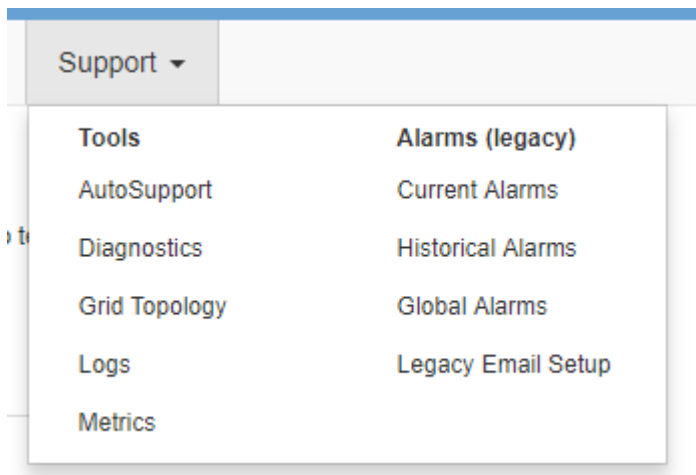 Support
Tools
AutoSupport
Diagnostics
Grid Topology
Logs
Metrics
Alarms (legacy)
Current Alarms
Historical Alarms
Global Alarms
Legacy Email Setup